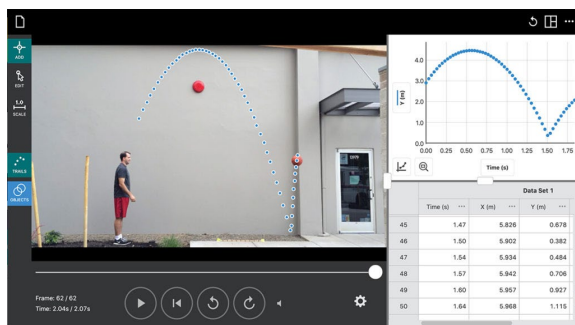 ADD
EDIT
1.0
SCALE
TRAILS
OBJECTS
Frame: 62 / 62
Time: 2.04s / 2.07s
4.0
3.0
2.0
1.0
0.0
Y (m)
0.00 0.25 0.50 0.75 1.00 1.25 1.50 1.75
Time (s)
Data Set 1
Time (s) ••• X (m) ••• Y (m) •••
45 1.47 5.826 0.678
46 1.50 5.902 0.382
47 1.54 5.934 0.484
48 1.57 5.942 0.706
49 1.60 5.957 0.927
50 1.64 5.968 1.115